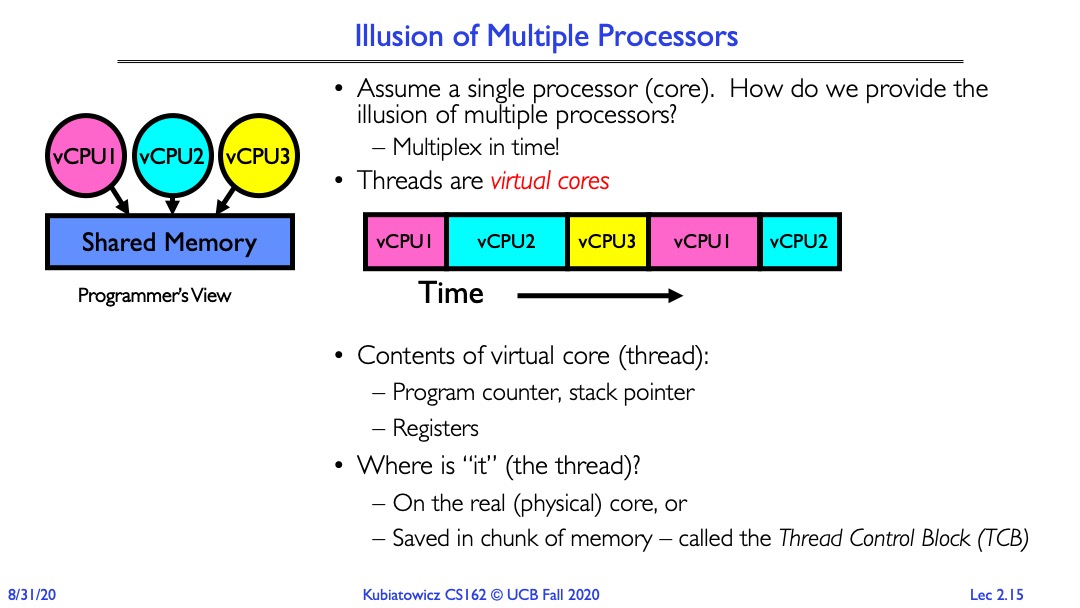 Illusion of Multiple Processors
vCPU1 vCPU2 vCPU3
Shared Memory
Programmer's View
• Assume a single processor (core). How do we provide the
illusion of multiple processors?
– Multiplex in time!
• Threads are virtual cores
vCPU1 vCPU2 vCPU3 vCPU1 vCPU2
Time
• Contents of virtual core (thread):
– Program counter, stack pointer
– Registers
• Where is “it” (the thread)?
– On the real (physical) core, or
– Saved in chunk of memory – called the Thread Control Block (TCB)
8/31/20 Kubiatowicz CS162 © UCB Fall 2020 Lec 2.15